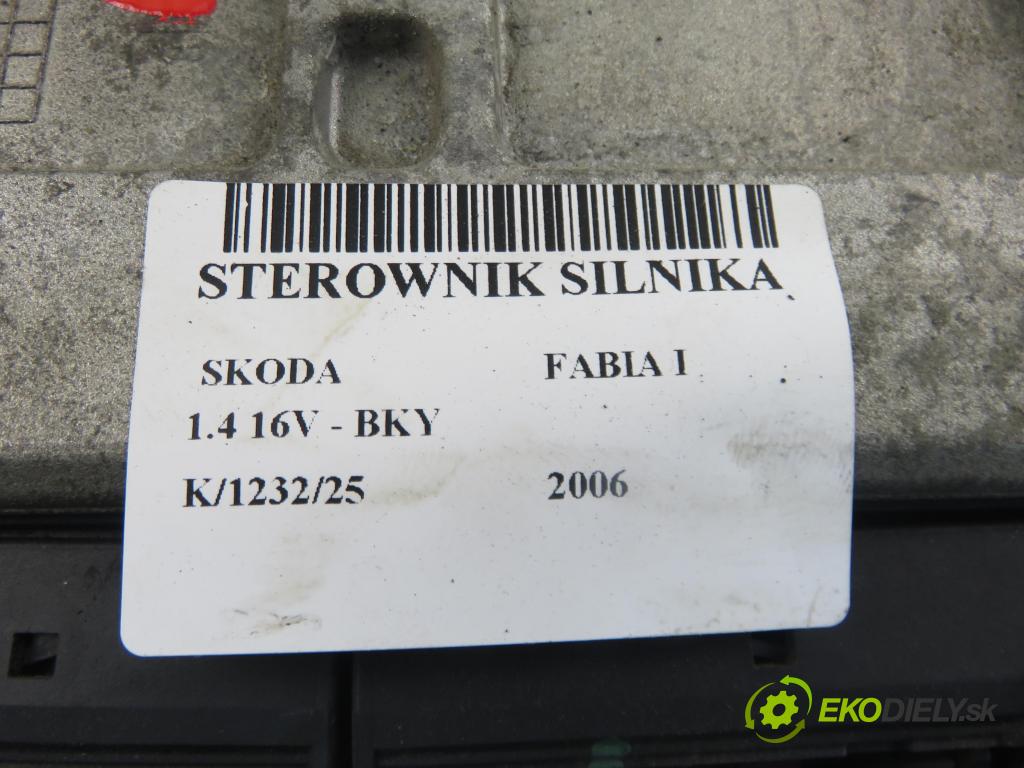 STEROWNIK SILNIKA
SKODA FABIA I
1.4 16V - BKY
K/1232/25 2006
EKODIELY.sk